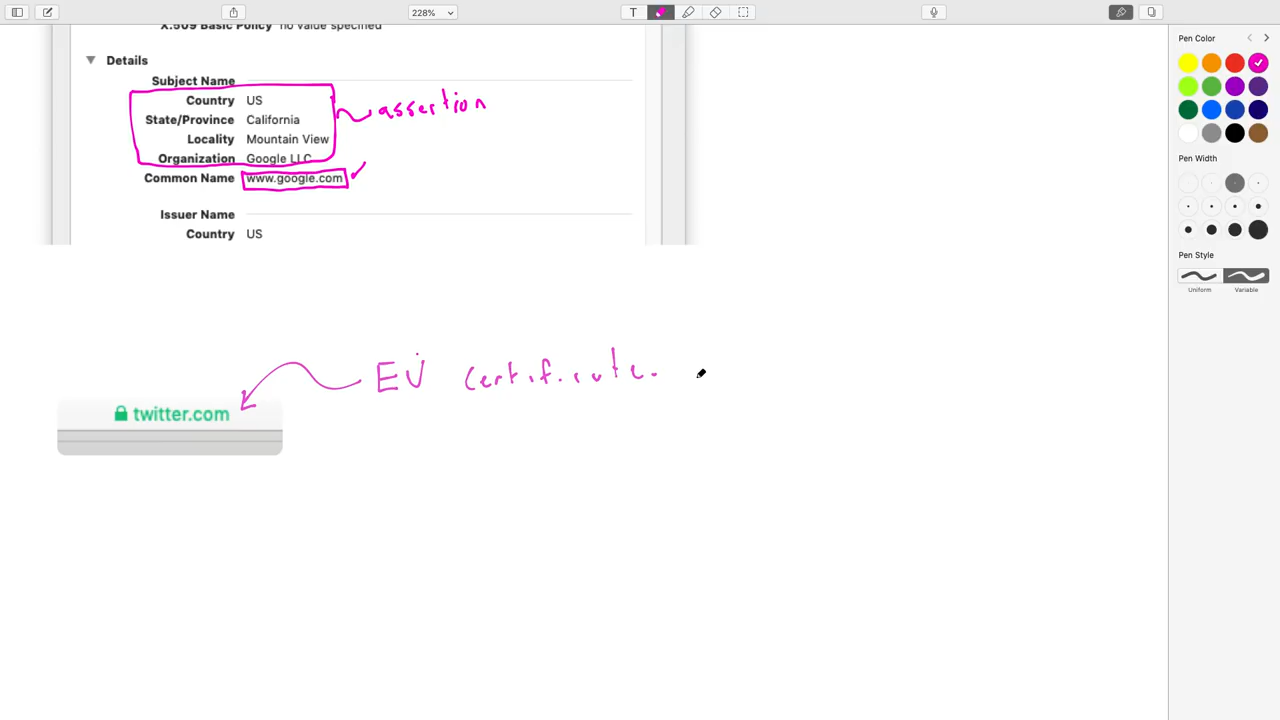 228%
T
X.509 Basic Policy no value specified
Details
Subject Name
Country US
State/Province California
Locality Mountain View
Organization Google LLC
Common Name www.google.com
Issuer Name
Country US
assertion
EV certificate.
twitter.com
Pen Color
Pen Width
Pen Style
Uniform Variable